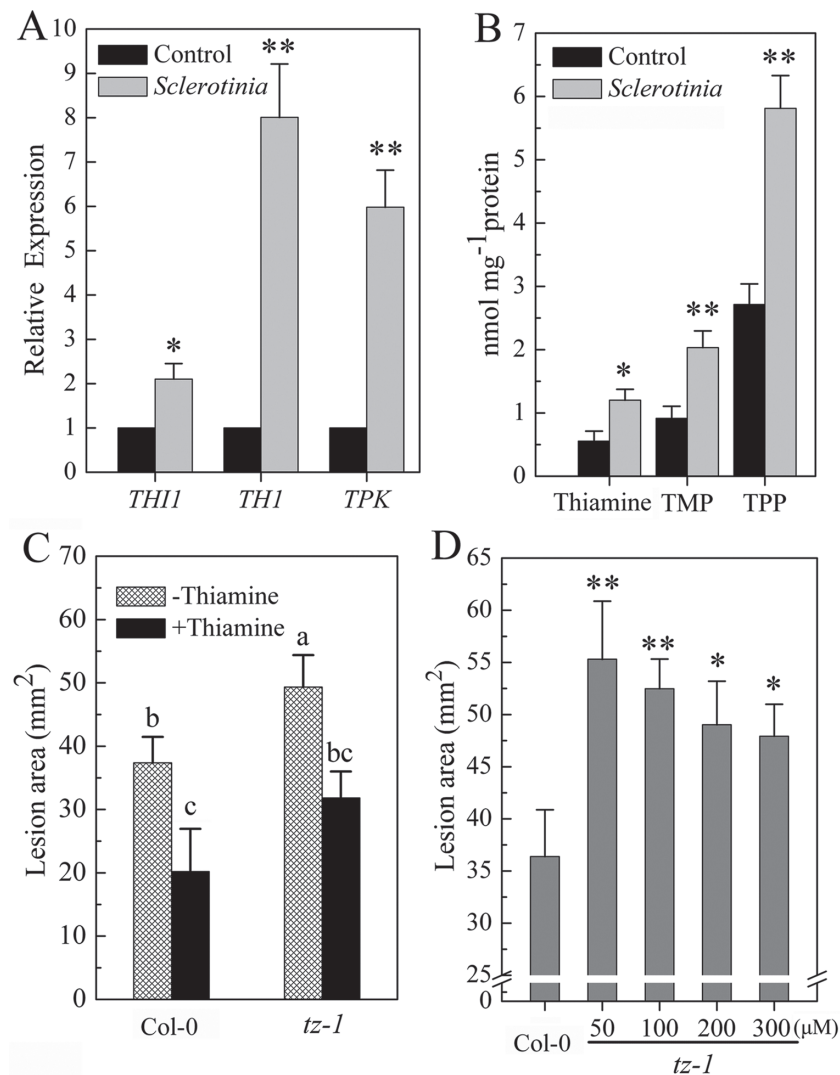 A
Control
Sclerotinia
Relative Expression
10
9
8
7
6
5
4
3
2
1
0
*
**
**
THI1
TH1
TPK
B
Control
Sclerotinia
nmol mg-1protein
7
6
5
4
3
2
1
0
*
**
**
Thiamine
TMP
TPP
C
-Thiamine
+Thiamine
Lesion area (mm2)
70
60
50
40
30
20
10
0
b
c
a
bc
Col-0
tz-1
D
Lesion area (mm2)
65
60
55
50
45
40
35
30
25
0
**
**
*
*
Col-0
50 100 200 300(μM)
tz-1